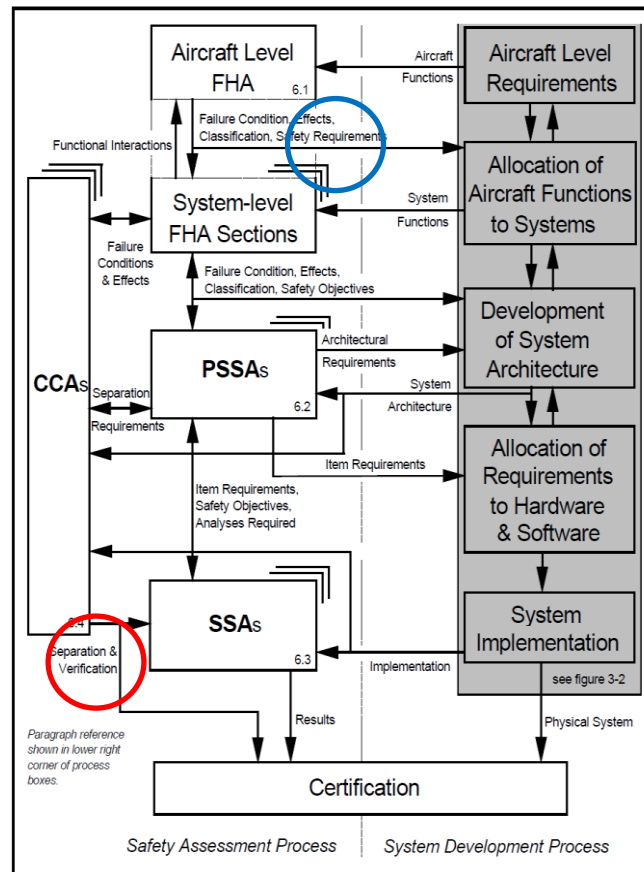 Aircraft Level
FHA
6.1
Aircraft
Functions
Aircraft Level
Requirements
Functional Interactions
Failure Condition, Effects,
Classification, Safety Requirements
System-level
FHA Sections
System
Functions
Allocation of
Aircraft Functions
to Systems
Failure
Conditions
& Effects
Failure Condition, Effects,
Classification, Safety Objectives
CCAs
Separation
Requirements
PSSAs
6.2
Architectural
Requirements
System
Architecture
Development
of System
Architecture
Item Requirements
Allocation of
Requirements
to Hardware
& Software
Item Requirements,
Safety Objectives,
Analyses Required
6.4
Separation &
Verification
SSAs
6.3
Implementation
System
Implementation
see figure 3-2
Results
Physical System
Paragraph reference
shown in lower right
corner of process
boxes.
Certification
Safety Assessment Process
System Development Process